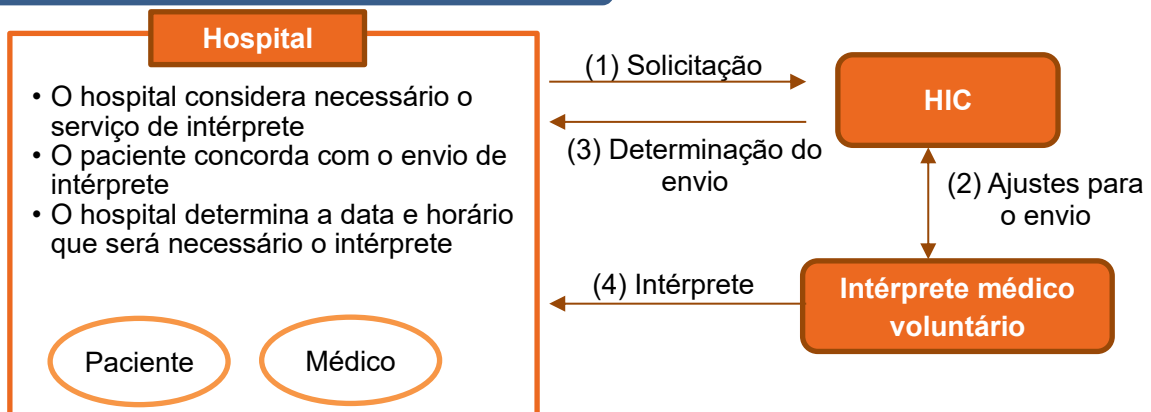 Hospital
• O hospital considera necessário o
serviço de intérprete
• O paciente concorda com o envio de
intérprete
• O hospital determina a data e horário
que será necessário o intérprete
Paciente
Médico
(1) Solicitação
(3) Determinação do
envio
HIC
(2) Ajustes para
o envio
(4) Intérprete
Intérprete médico
voluntário